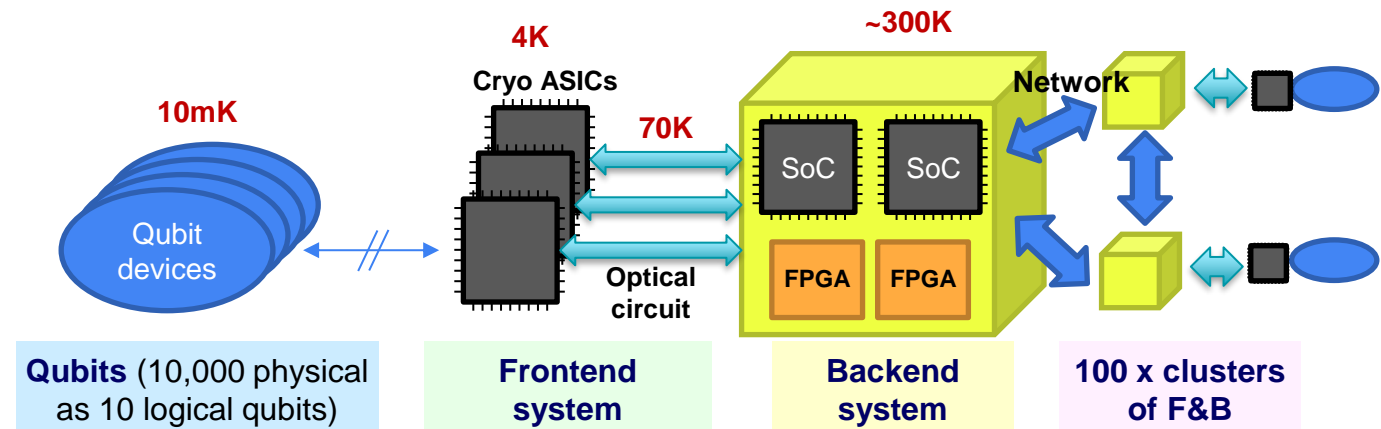 ~300K
4K
Cryo ASICs
Network
10mK
70K
SoC
SoC
Qubit
devices
Optical
circuit
FPGA
FPGA
Qubits (10,000 physical
as 10 logical qubits)
Frontend
system
Backend
system
100 x clusters
of F&B